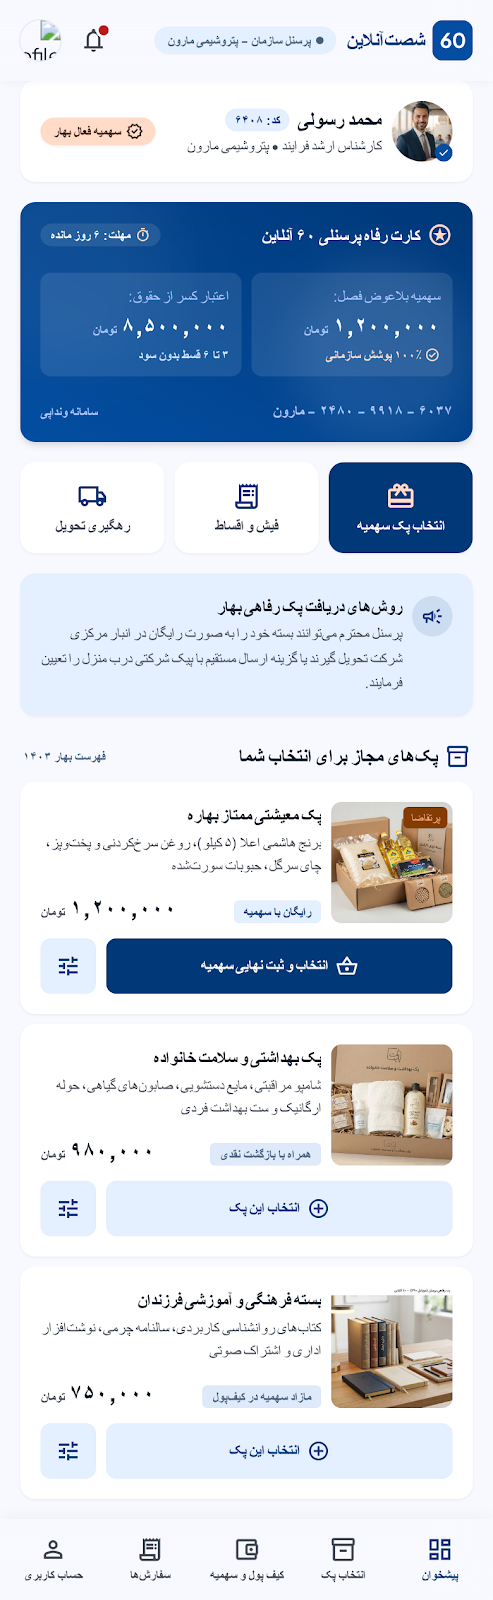 60 شصت آنلاین
پرسنل سازمان - پتروشیمی مارون
محمد رسولی
کد: ۶۴۰۸
کارشناس ارشد فرایند • پتروشیمی مارون
سهمیه فعال بهار
کارت رفاه پرسنلی ۶۰ آنلاین
مهلت: ۶ روز مانده
سهمیه بلاعوض فصل:
۱,۲۰۰,۰۰۰ تومان
۱۰۰٪ پوشش سازمانی
اعتبار کسر از حقوق:
۸,۵۰۰,۰۰۰ تومان
۳ تا ۶ قسط بدون سود
۶۰۳۷ - ۹۹۱۸ - ۲۴۸۰ - مارون
سامانه ونداپی
انتخاب پک سهمیه
فیش و اقساط
رهگیری تحویل
روش‌های دریافت پک رفاهی بهار
پرسنل محترم می‌توانند بسته خود را به صورت رایگان در انبار مرکزی
شرکت تحویل گیرند یا گزینه ارسال مستقیم با پیک شرکتی درب منزل را تعیین
فرمایند.
پک‌های مجاز برای انتخاب شما
فهرست بهار ۱۴۰۳
پرتقاضا
پک معیشتی ممتاز بهاره
برنج هاشمی اعلا (۵ کیلو)، روغن سرخ‌کردنی و پخت‌وپز،
چای سرگل، حبوبات سورت‌شده
رایگان با سهمیه
۱,۲۰۰,۰۰۰ تومان
انتخاب و ثبت نهایی سهمیه
پک بهداشتی و سلامت خانواده
پک بهداشتی و سلامت خانواده
شامپو مراقبتی، مایع دستشویی، صابون‌های گیاهی، حوله
ارگانیک و ست بهداشت فردی
همراه با بازگشت نقدی
۹۸۰,۰۰۰ تومان
انتخاب این پک
بسته فرهنگی و آموزشی فرزندان
کتاب‌های روانشناسی کاربردی، سالنامه چرمی، نوشت‌افزار
اداری و اشتراک صوتی
مازاد سهمیه در کیف‌پول
۷۵۰,۰۰۰ تومان
انتخاب این پک
پیشخوان
انتخاب پک
کیف پول و سهمیه
سفارش‌ها
حساب کاربری